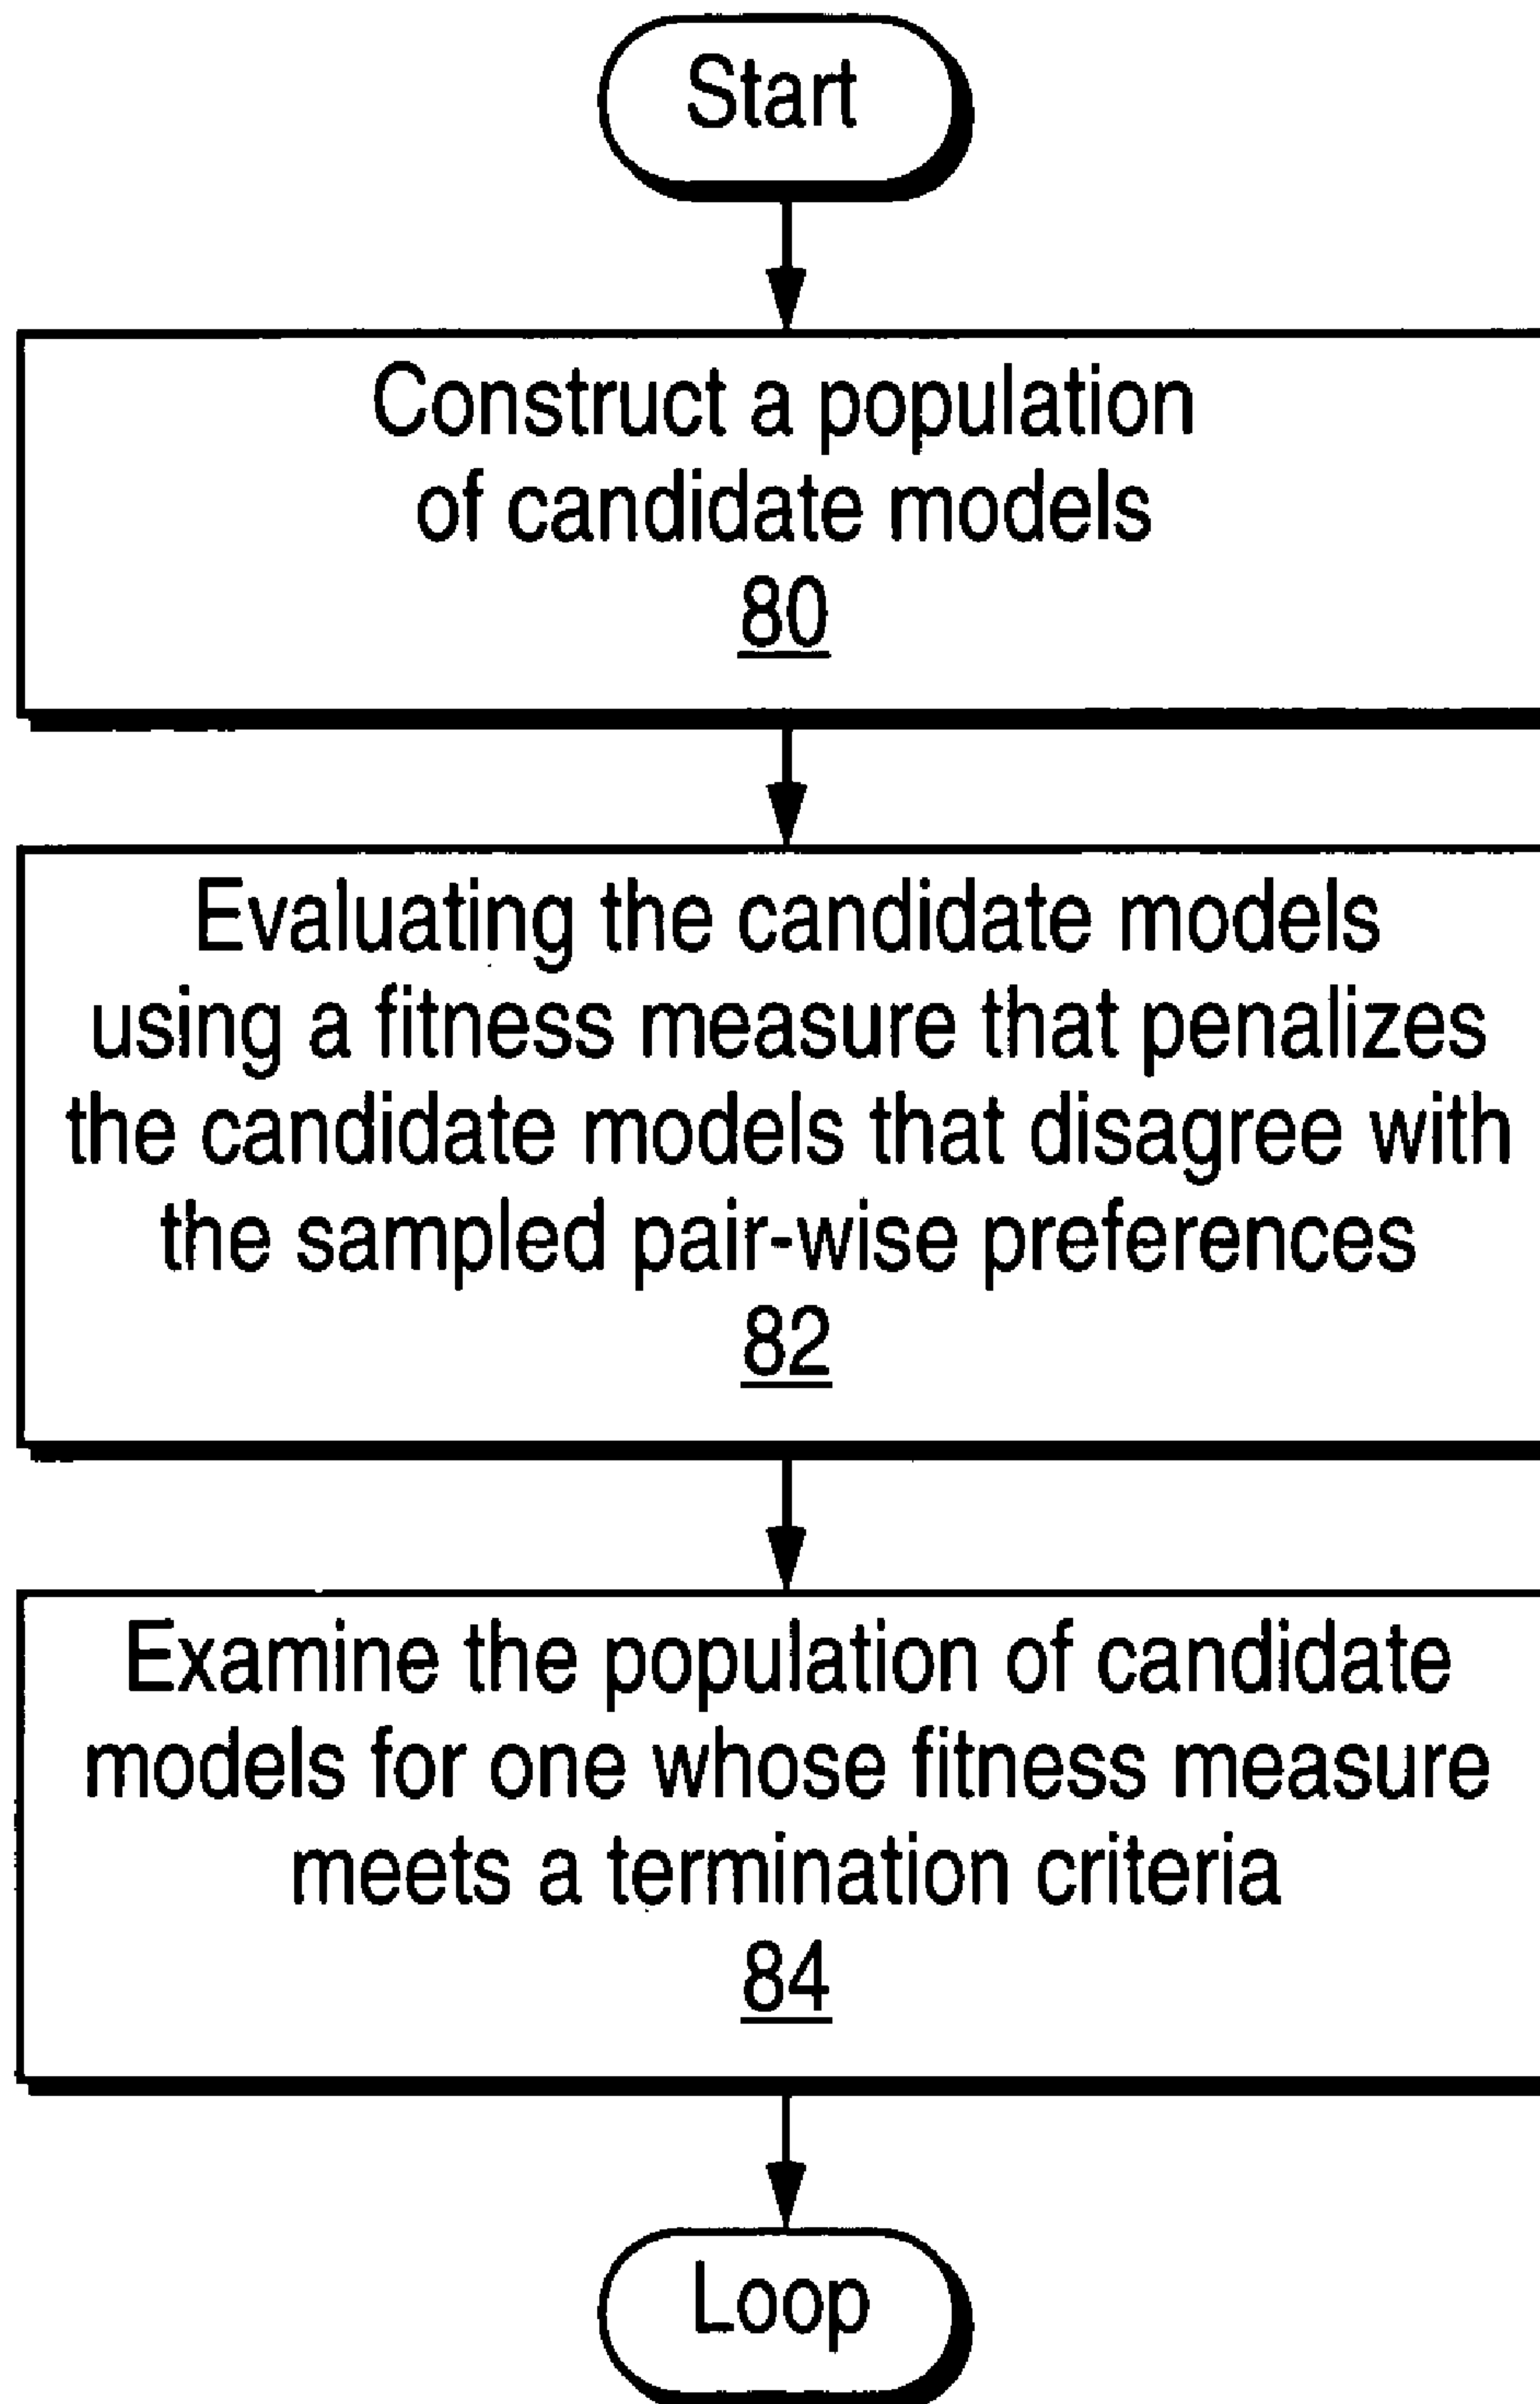 Start
Construct a population
of candidate models
80
Evaluating the candidate models
using a fitness measure that penalizes
the candidate models that disagree with
the sampled pair-wise preferences
82
Examine the population of candidate
models for one whose fitness measure
meets a termination criteria
84
Loop